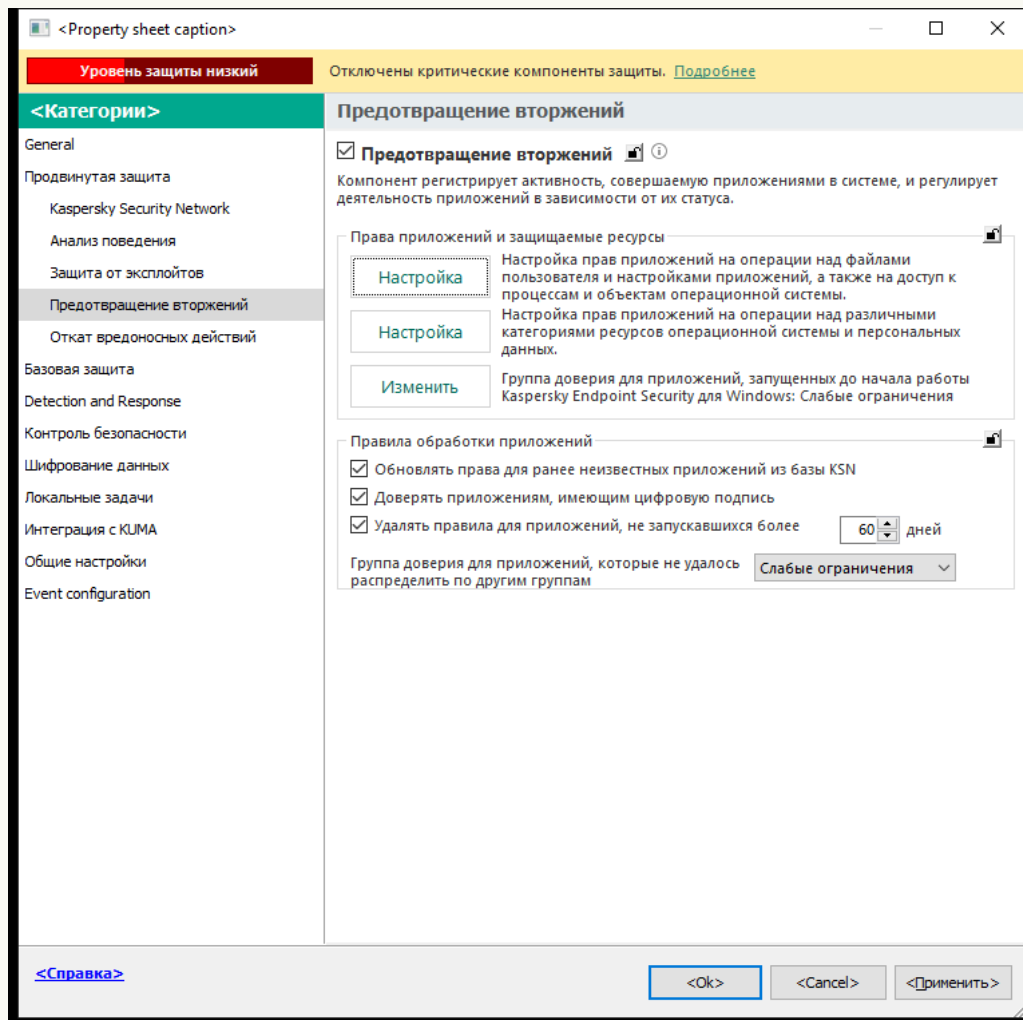 <Property sheet caption>
Уровень защиты низкий
Отключены критические компоненты защиты. Подробнее
<Категории>
General
Продвинутая защита
Kaspersky Security Network
Анализ поведения
Защита от эксплойтов
Предотвращение вторжений
Откат вредоносных действий
Базовая защита
Detection and Response
Контроль безопасности
Шифрование данных
Локальные задачи
Интеграция с KUMA
Общие настройки
Event configuration
Предотвращение вторжений
Предотвращение вторжений
Компонент регистрирует активность, совершаемую приложениями в системе, и регулирует
деятельность приложений в зависимости от их статуса.
Права приложений и защищаемые ресурсы
Настройка
Настройка прав приложений на операции над файлами
пользователя и настройками приложений, а также на доступ к
процессам и объектам операционной системы.
Настройка
Настройка прав приложений на операции над различными
категориями ресурсов операционной системы и персональных
данных.
Изменить
Группа доверия для приложений, запущенных до начала работы
Kaspersky Endpoint Security для Windows: Слабые ограничения
Правила обработки приложений
Обновлять права для ранее неизвестных приложений из базы KSN
Доверять приложениям, имеющим цифровую подпись
Удалять правила для приложений, не запускавшихся более 60 дней
Группа доверия для приложений, которые не удалось
распределить по другим группам
Слабые ограничения
<Справка>
<Ok>
<Cancel>
<Применить>